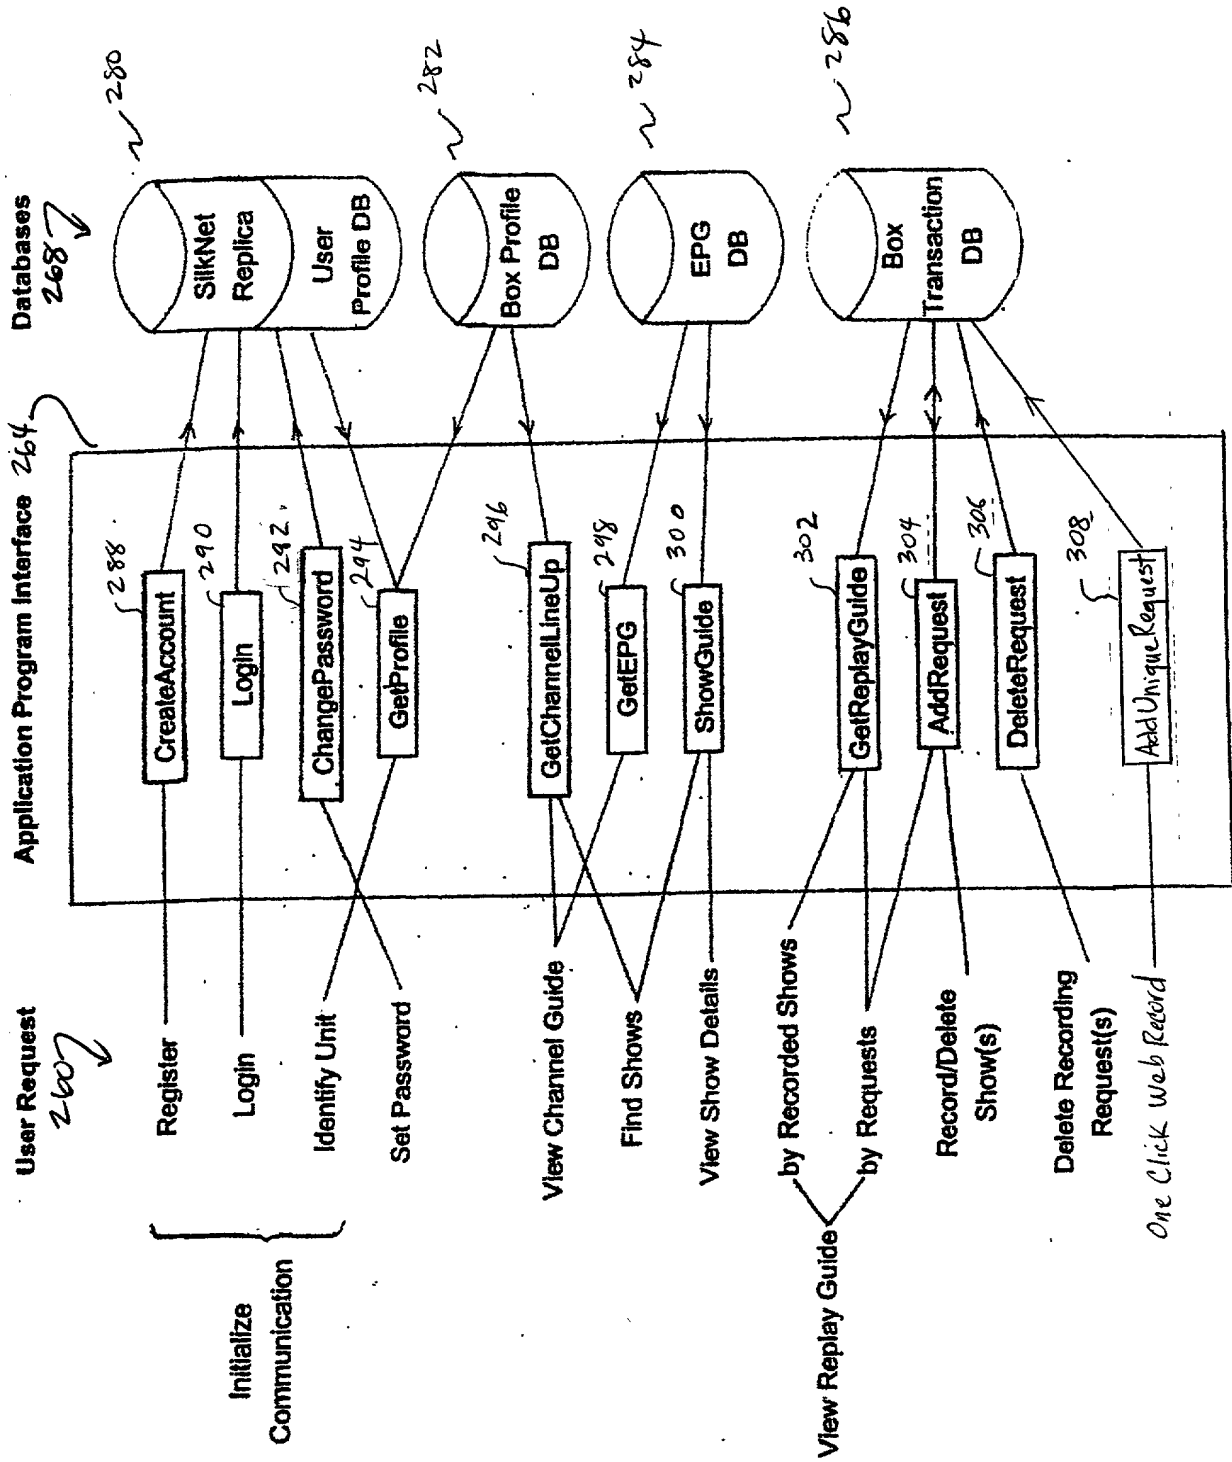 User Request
260
Application Program Interface 264
Databases
268
Initialize
Communication
Register
Login
Identify Unit
Set Password
View Channel Guide
Find Shows
View Show Details
View Replay Guide
by Recorded Shows
by Requests
Record/Delete
Show(s)
Delete Recording
Request(s)
One Click Web Record
288
CreateAccount
290
Login
292
ChangePassword
294
GetProfile
296
GetChannelLineUp
298
GetEPG
300
ShowGuide
302
GetReplayGuide
304
AddRequest
306
DeleteRequest
308
AddUniqueRequest
280
SilkNet
Replica
User
Profile DB
282
Box Profile
DB
284
EPG
DB
286
Box
Transaction
DB